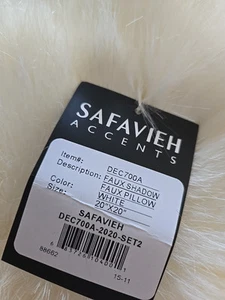 SAFAVIEH
ACCENTS
Item#: DEC700A
Description: FAUX SHADOW
FAUX PILLOW
Color: WHITE
Size: 20"X20"
SAFAVIEH
DEC700A-2020-SET2
88662
15-11